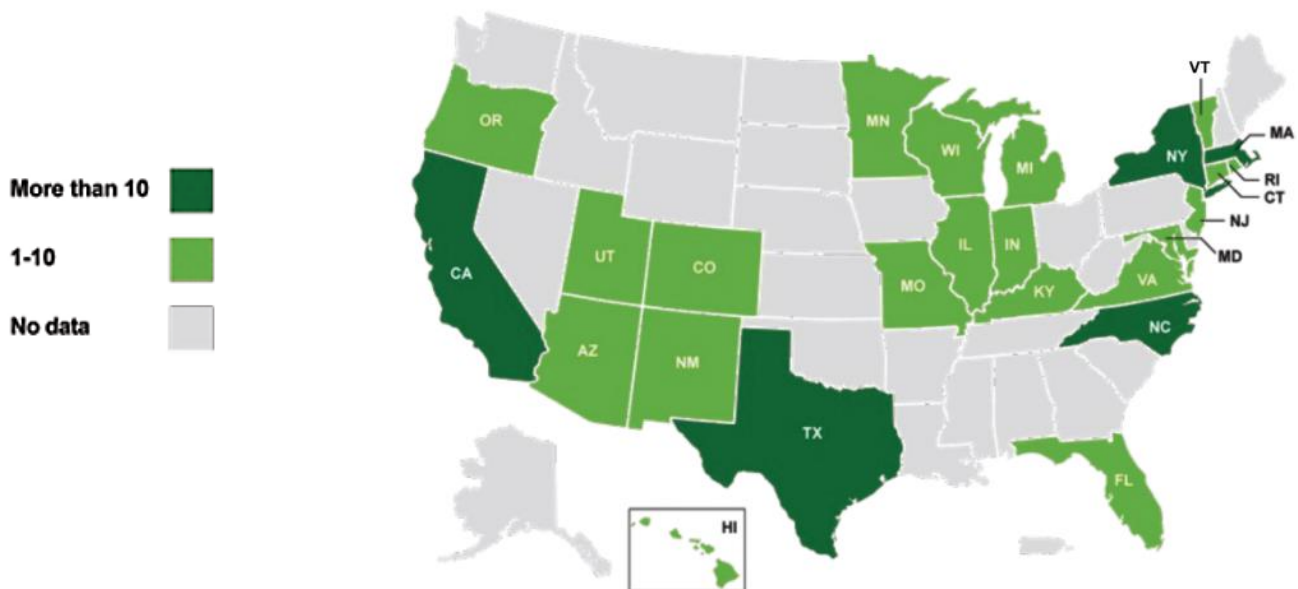 More than 10
1-10
No data
VT
MA
RI
CT
NJ
MD
OR
MN
WI
MI
NY
CA
UT
CO
IL
IN
MO
KY
VA
AZ
NM
NC
TX
FL
HI